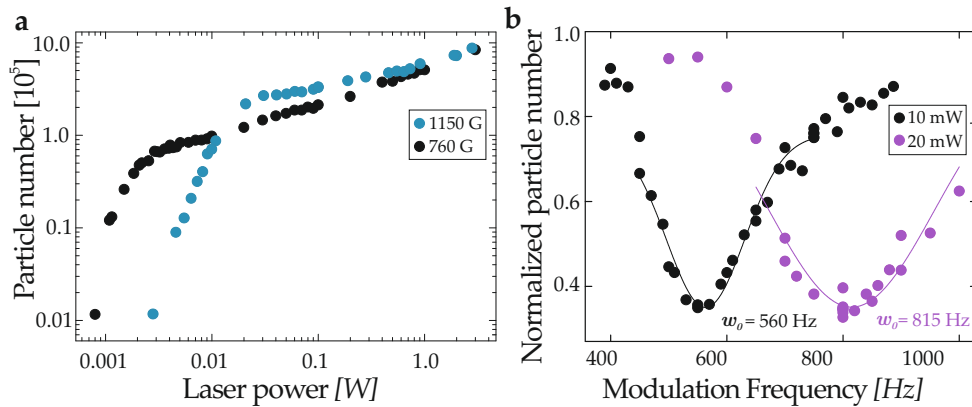 a
Particle number [10⁵]
10.0
1.0
0.1
0.01
1150 G
760 G
0.001
0.01
0.1
1.0
Laser power [W]
b
Normalized particle number
1.0
0.8
0.6
0.4
10 mW
20 mW
w₀ = 560 Hz
w₀ = 815 Hz
400
600
800
1000
Modulation Frequency [Hz]